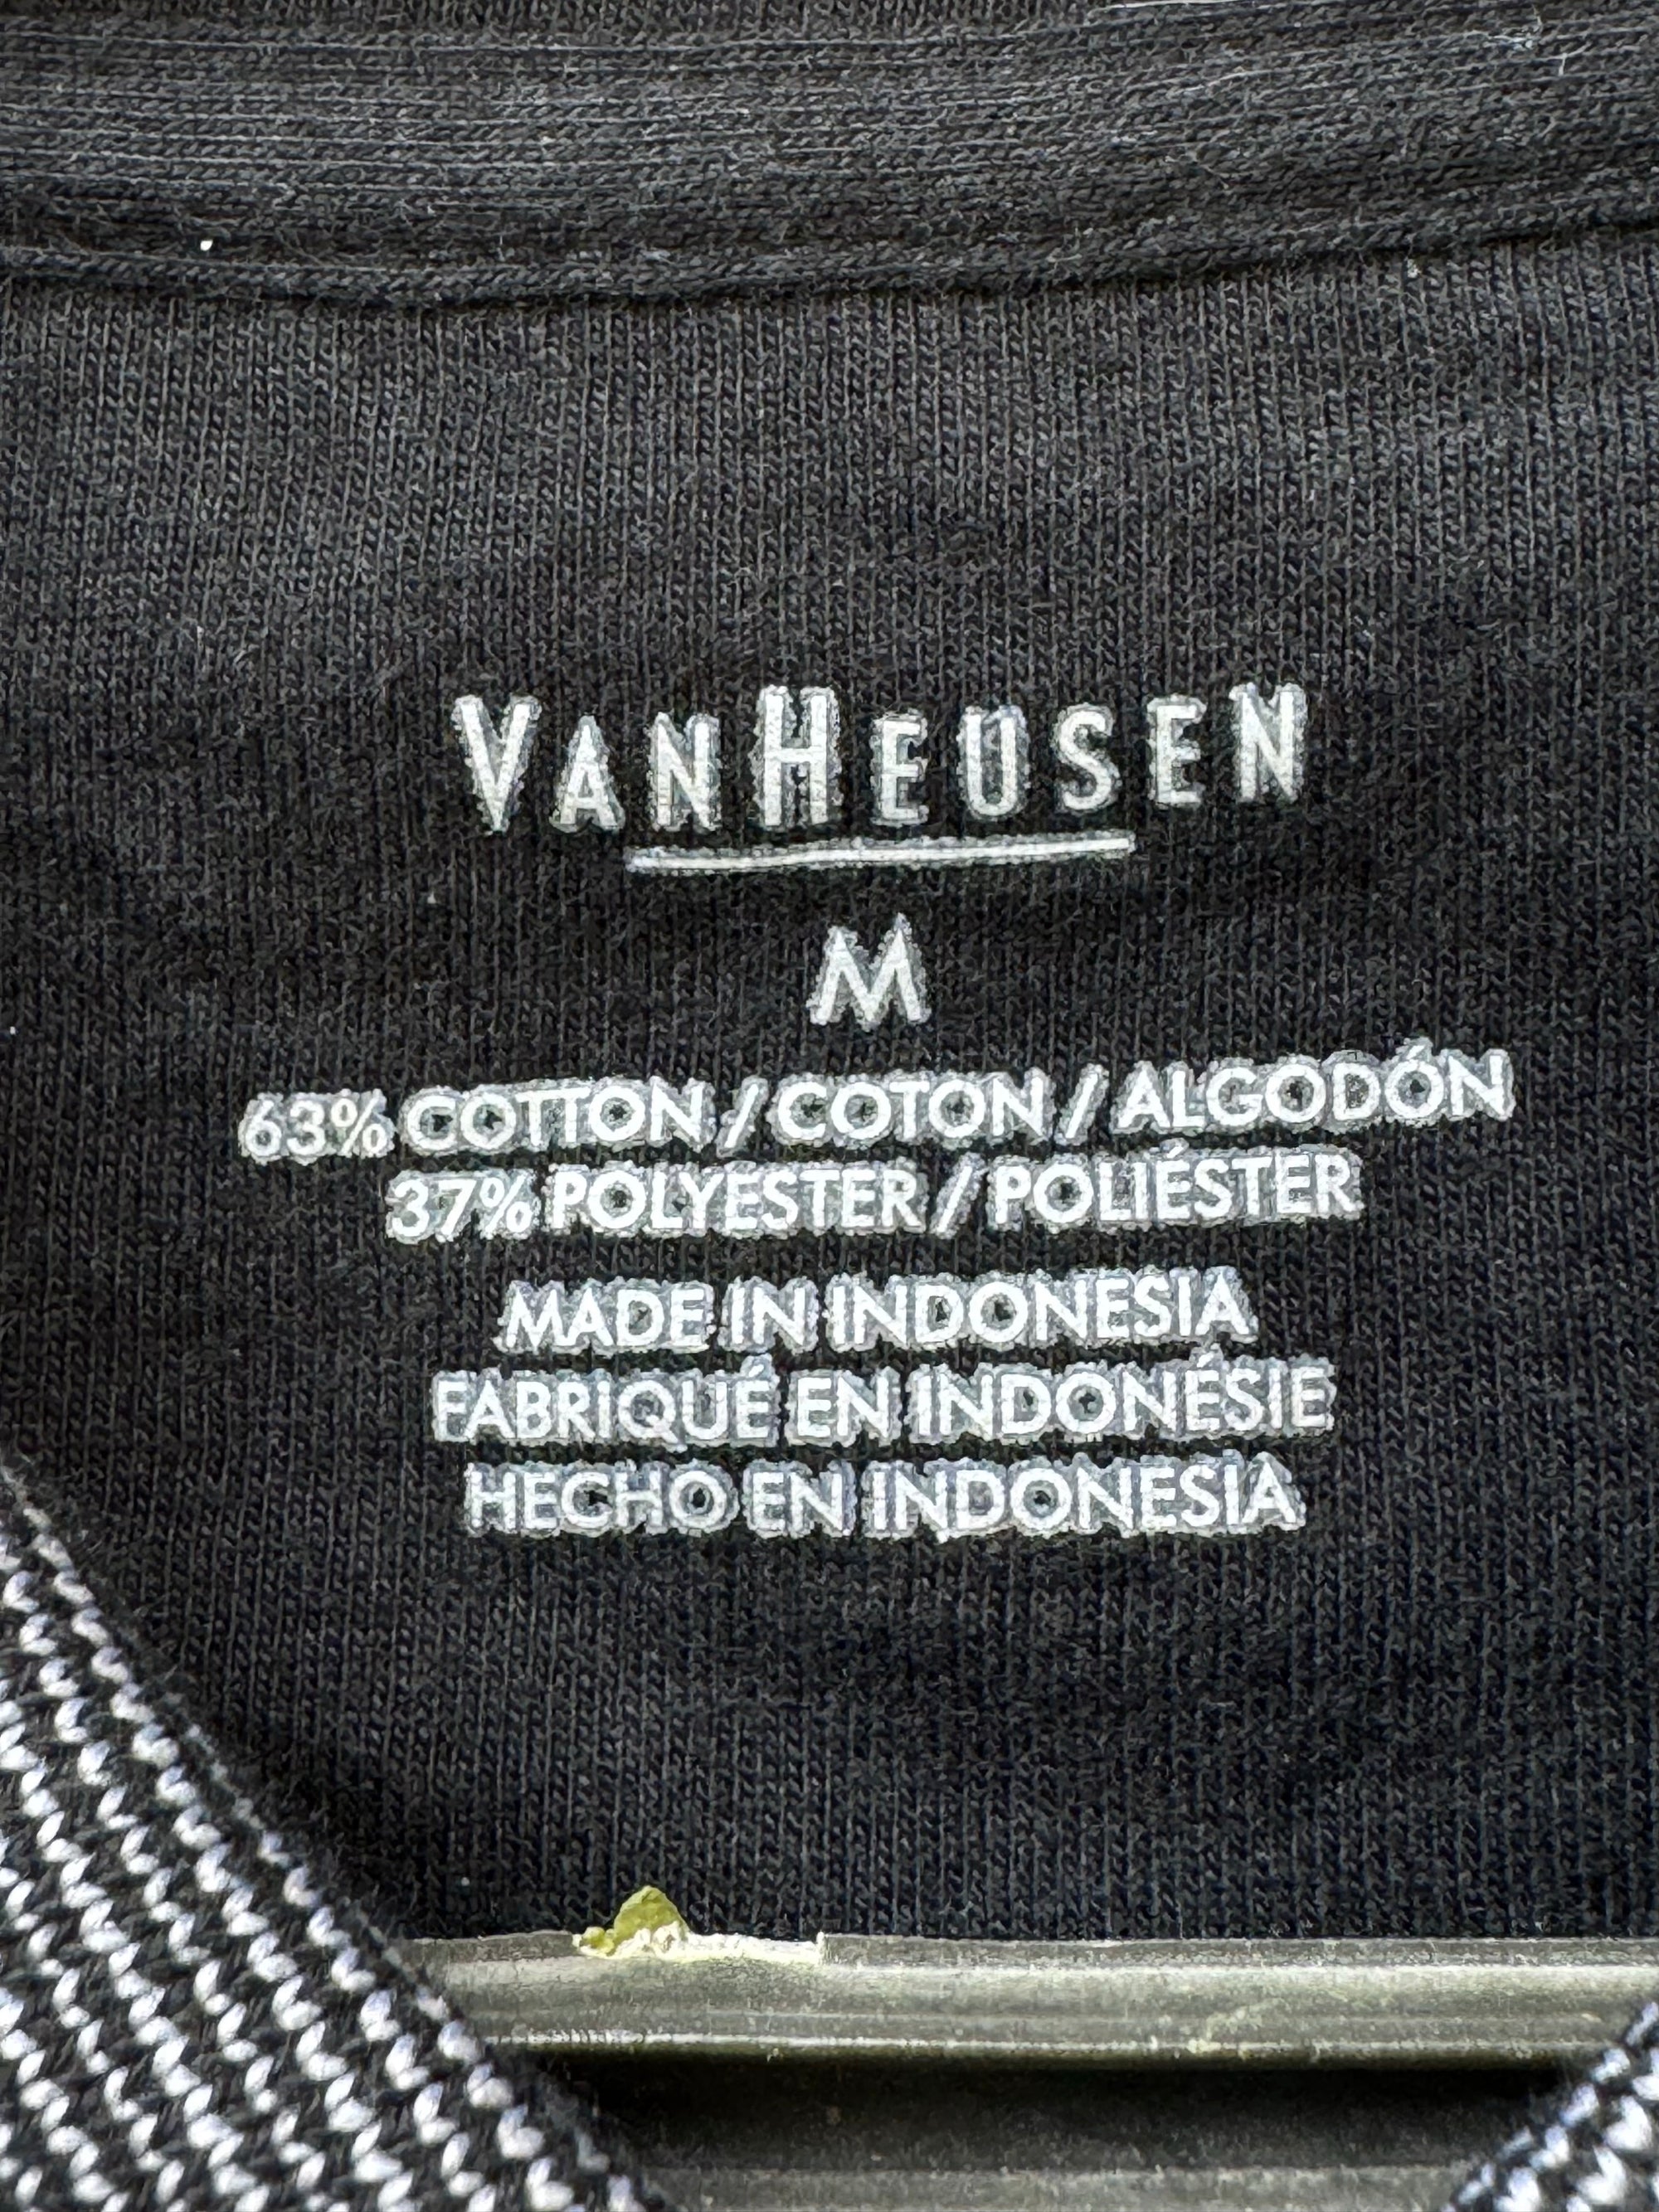 VANHEUSEN
M
63% COTTON / COTON / ALGODÓN
37% POLYESTER / POLIÉSTER
MADE IN INDONESIA
FABRIQUÉ EN INDONÉSIE
HECHO EN INDONESIA